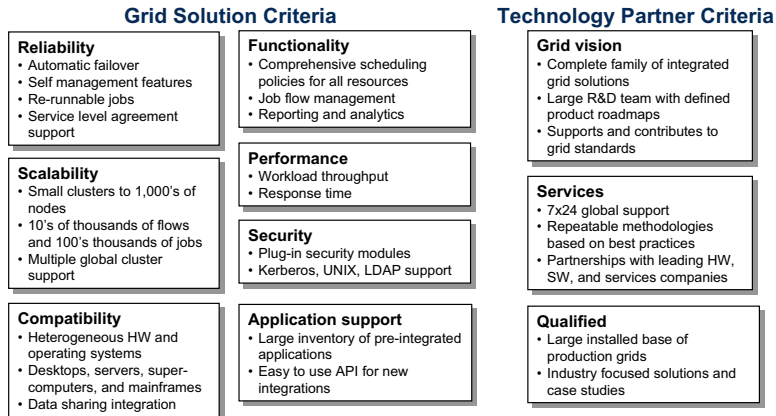 Grid Solution Criteria
Reliability
• Automatic failover
• Self management features
• Re-runnable jobs
• Service level agreement
support
Scalability
• Small clusters to 1,000's of
nodes
• 10's of thousands of flows
and 100's thousands of jobs
• Multiple global cluster
support
Compatibility
• Heterogeneous HW and
operating systems
• Desktops, servers, super-
computers, and mainframes
• Data sharing integration
Functionality
• Comprehensive scheduling
policies for all resources
• Job flow management
• Reporting and analytics
Performance
• Workload throughput
• Response time
Security
• Plug-in security modules
• Kerberos, UNIX, LDAP support
Application support
• Large inventory of pre-integrated
applications
• Easy to use API for new
integrations
Technology Partner Criteria
Grid vision
• Complete family of integrated
grid solutions
• Large R&D team with defined
product roadmaps
• Supports and contributes to
grid standards
Services
• 7x24 global support
• Repeatable methodologies
based on best practices
• Partnerships with leading HW,
SW, and services companies
Qualified
• Large installed base of
production grids
• Industry focused solutions and
case studies